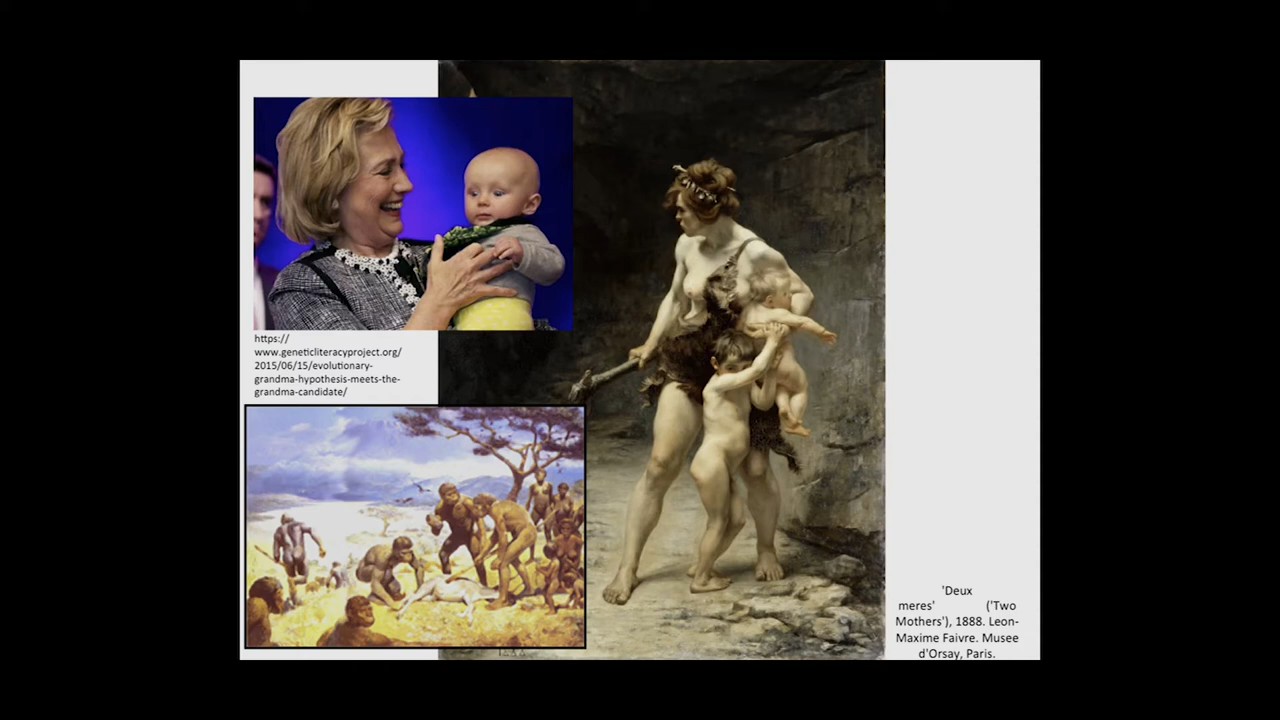 https://
www.geneticliteracyproject.org/
2015/06/15/evolutionary-
grandma-hypothesis-meets-the-
grandma-candidate/
'Deux
meres' ('Two
Mothers'), 1888. Leon-
Maxime Faivre. Musee
d'Orsay, Paris.